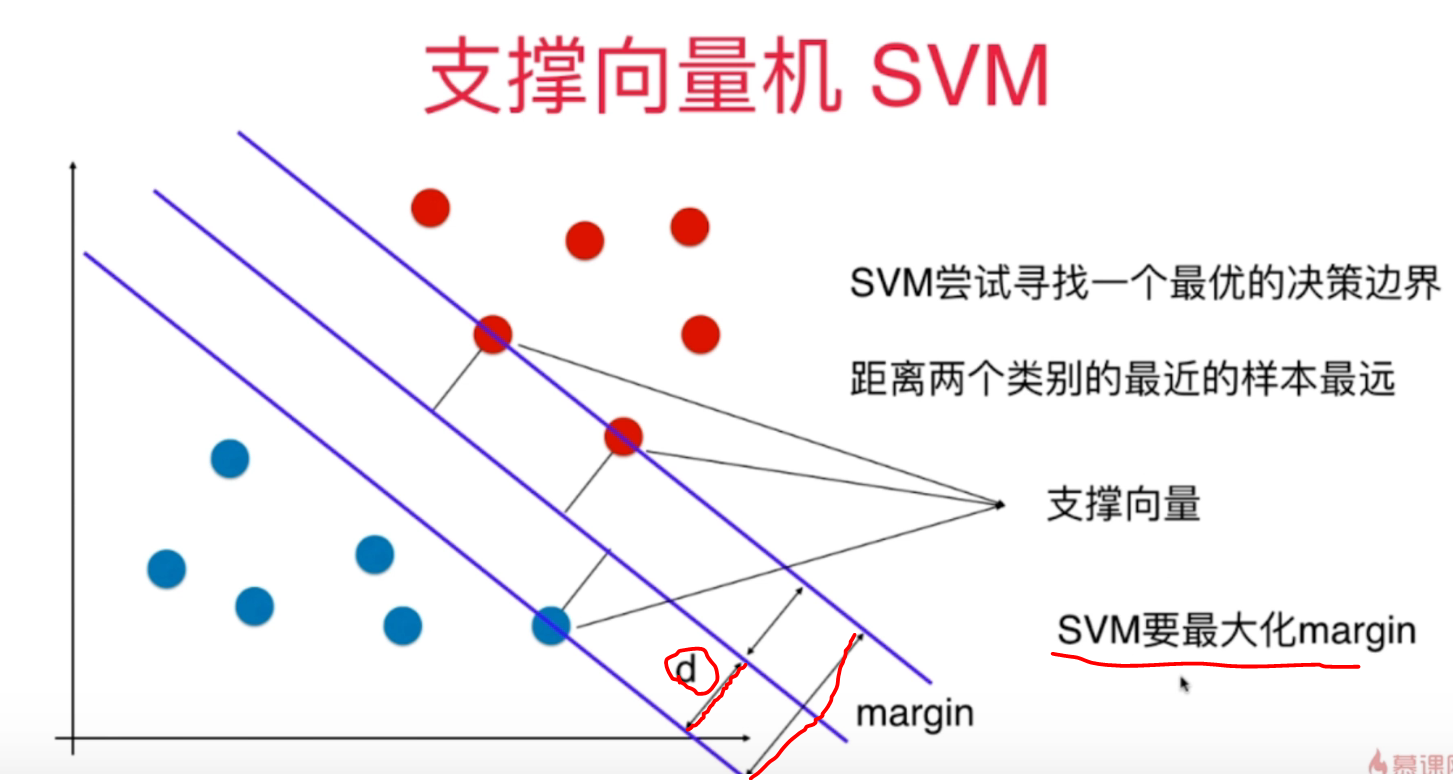 支撑向量机 SVM
SVM尝试寻找一个最优的决策边界
距离两个类别的最近的样本最远
支撑向量
SVM要最大化margin
d
margin
慕课网